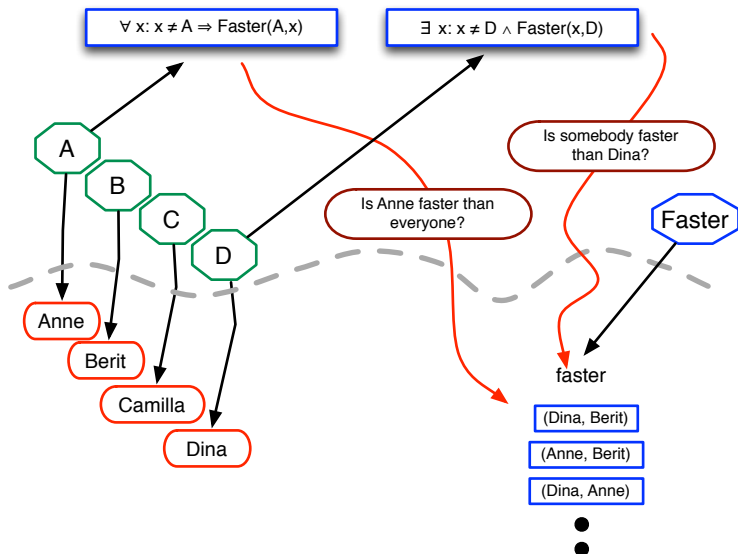 ∀ x: x ≠ A ⇒ Faster(A,x)
∃ x: x ≠ D ∧ Faster(x,D)
A
B
C
D
Is somebody faster
than Dina?
Is Anne faster than
everyone?
Faster
Anne
Berit
Camilla
Dina
faster
(Dina, Berit)
(Anne, Berit)
(Dina, Anne)